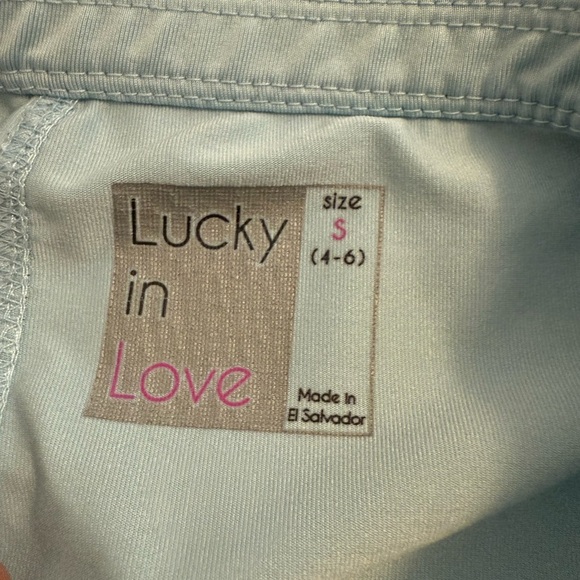 Lucky
in
Love
size
S
(4-6)
Made In
El Salvador